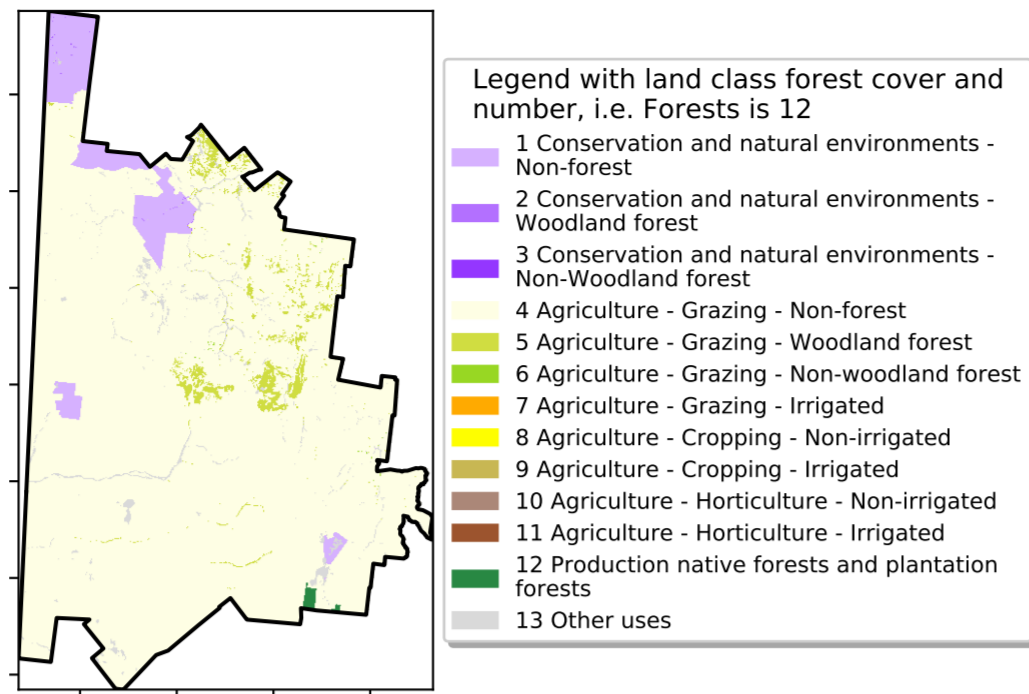 Legend with land class forest cover and
number, i.e. Forests is 12
1 Conservation and natural environments -
Non-forest
2 Conservation and natural environments -
Woodland forest
3 Conservation and natural environments -
Non-Woodland forest
4 Agriculture - Grazing - Non-forest
5 Agriculture - Grazing - Woodland forest
6 Agriculture - Grazing - Non-woodland forest
7 Agriculture - Grazing - Irrigated
8 Agriculture - Cropping - Non-irrigated
9 Agriculture - Cropping - Irrigated
10 Agriculture - Horticulture - Non-irrigated
11 Agriculture - Horticulture - Irrigated
12 Production native forests and plantation
forests
13 Other uses